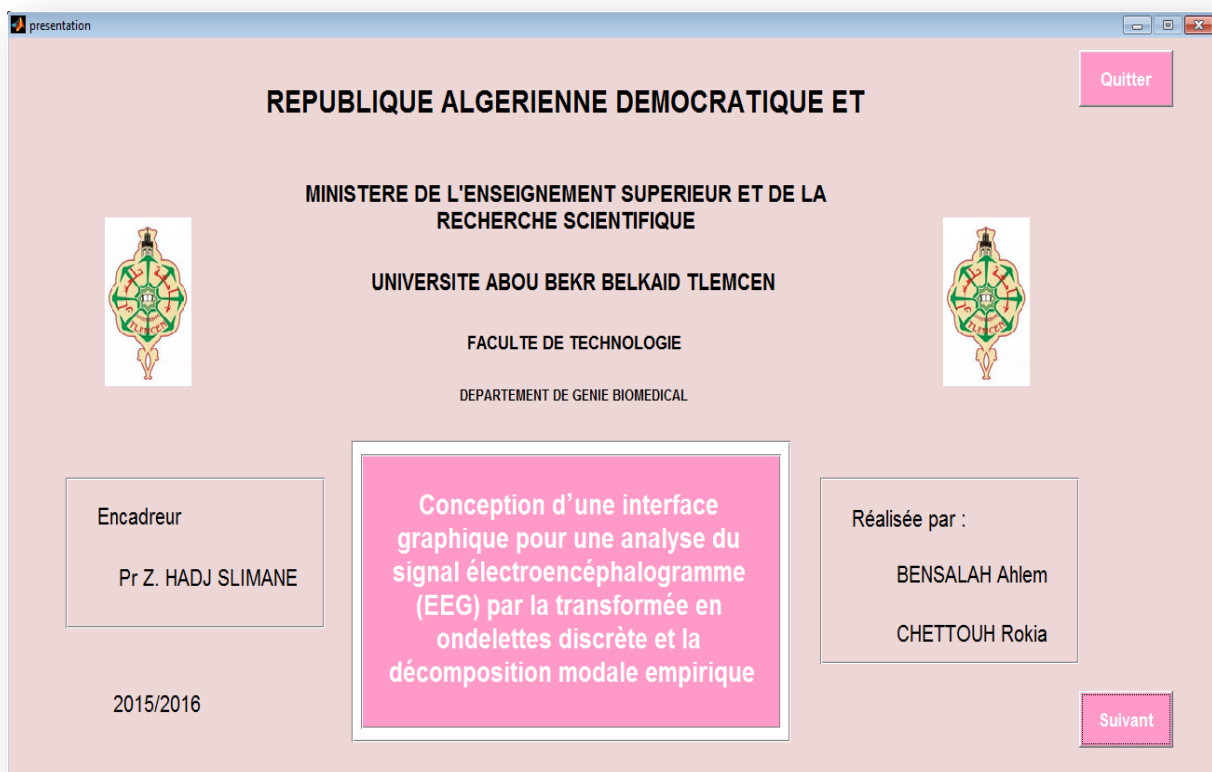 presentation
Quitter
REPUBLIQUE ALGERIENNE DEMOCRATIQUE ET
MINISTERE DE L'ENSEIGNEMENT SUPERIEUR ET DE LA
RECHERCHE SCIENTIFIQUE
UNIVERSITE ABOU BEKR BELKAID TLEMCEN
FACULTE DE TECHNOLOGIE
DEPARTEMENT DE GENIE BIOMEDICAL
TLEMCEN
TLEMCEN
Encadreur
Pr Z. HADJ SLIMANE
Conception d’une interface
graphique pour une analyse du
signal électroencéphalogramme
(EEG) par la transformée en
ondelettes discrète et la
décomposition modale empirique
Réalisée par :
BENSALAH Ahlem
CHETTOUH Rokia
2015/2016
Suivant